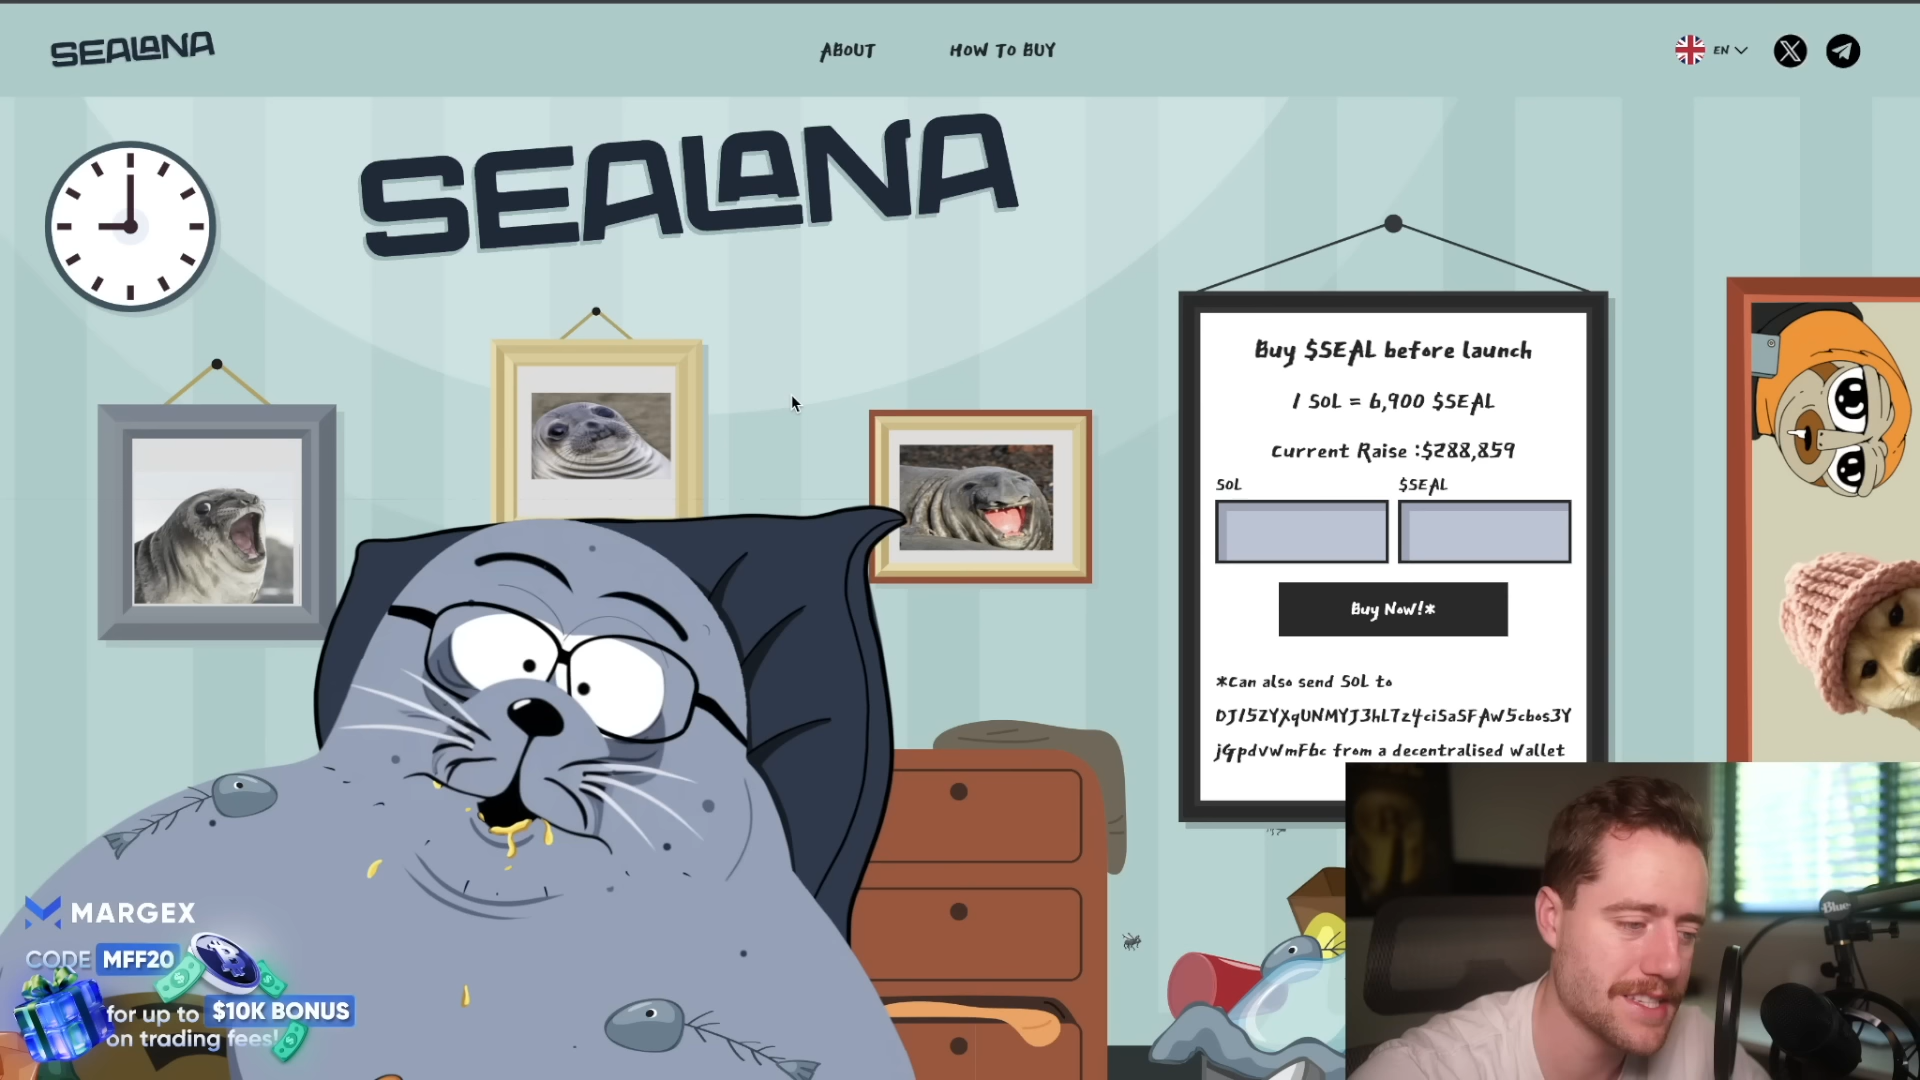 SEALANA
ABOUT
HOW TO BUY
EN
SEALANA
Buy $SEAL before launch
1 SOL = 6,900 $SEAL
Current Raise :$288,859
SOL
$SEAL
Buy Now!*
*Can also send SOL to
DJ15ZYXqUNMYJ3hL7z4ciSaSFAW5cbos3Y
jGpdVWmFbc from a decentralised wallet
MARGEX
CODE MFF20
for up to $10K BONUS
on trading fees!
Blue